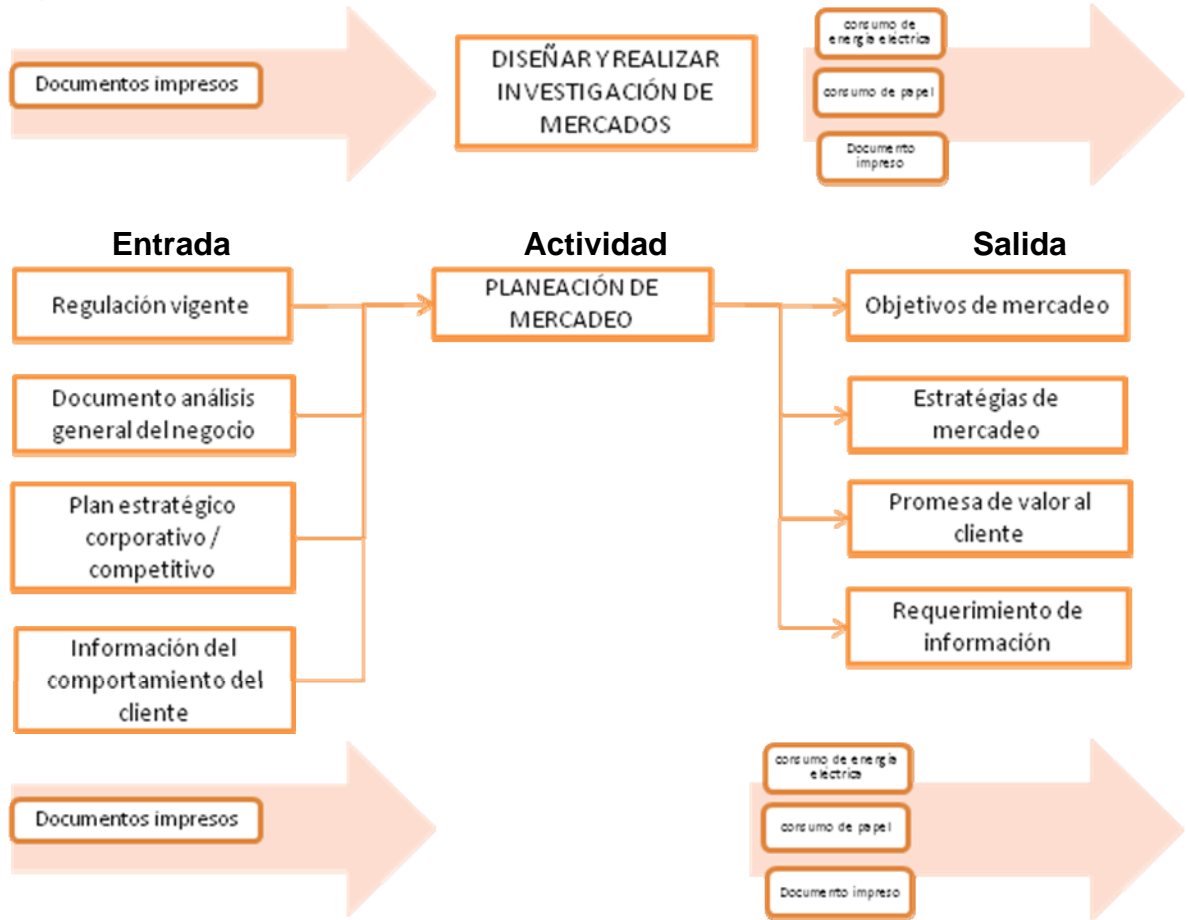 Documentos impresos
DISEÑAR Y REALIZAR
INVESTIGACIÓN DE
MERCADOS
consumo de
energía eléctrica
consumo de papel
Documento
impreso
Entrada
Actividad
Salida
Regulación vigente
PLANEACIÓN DE
MERCADEO
Objetivos de mercadeo
Documento análisis
general del negocio
Estratégias de
mercadeo
Plan estratégico
corporativo /
competitivo
Promesa de valor al
cliente
Información del
comportamiento del
cliente
Requerimiento de
información
Documentos impresos
consumo de energía
eléctrica
consumo de papel
Documento impreso